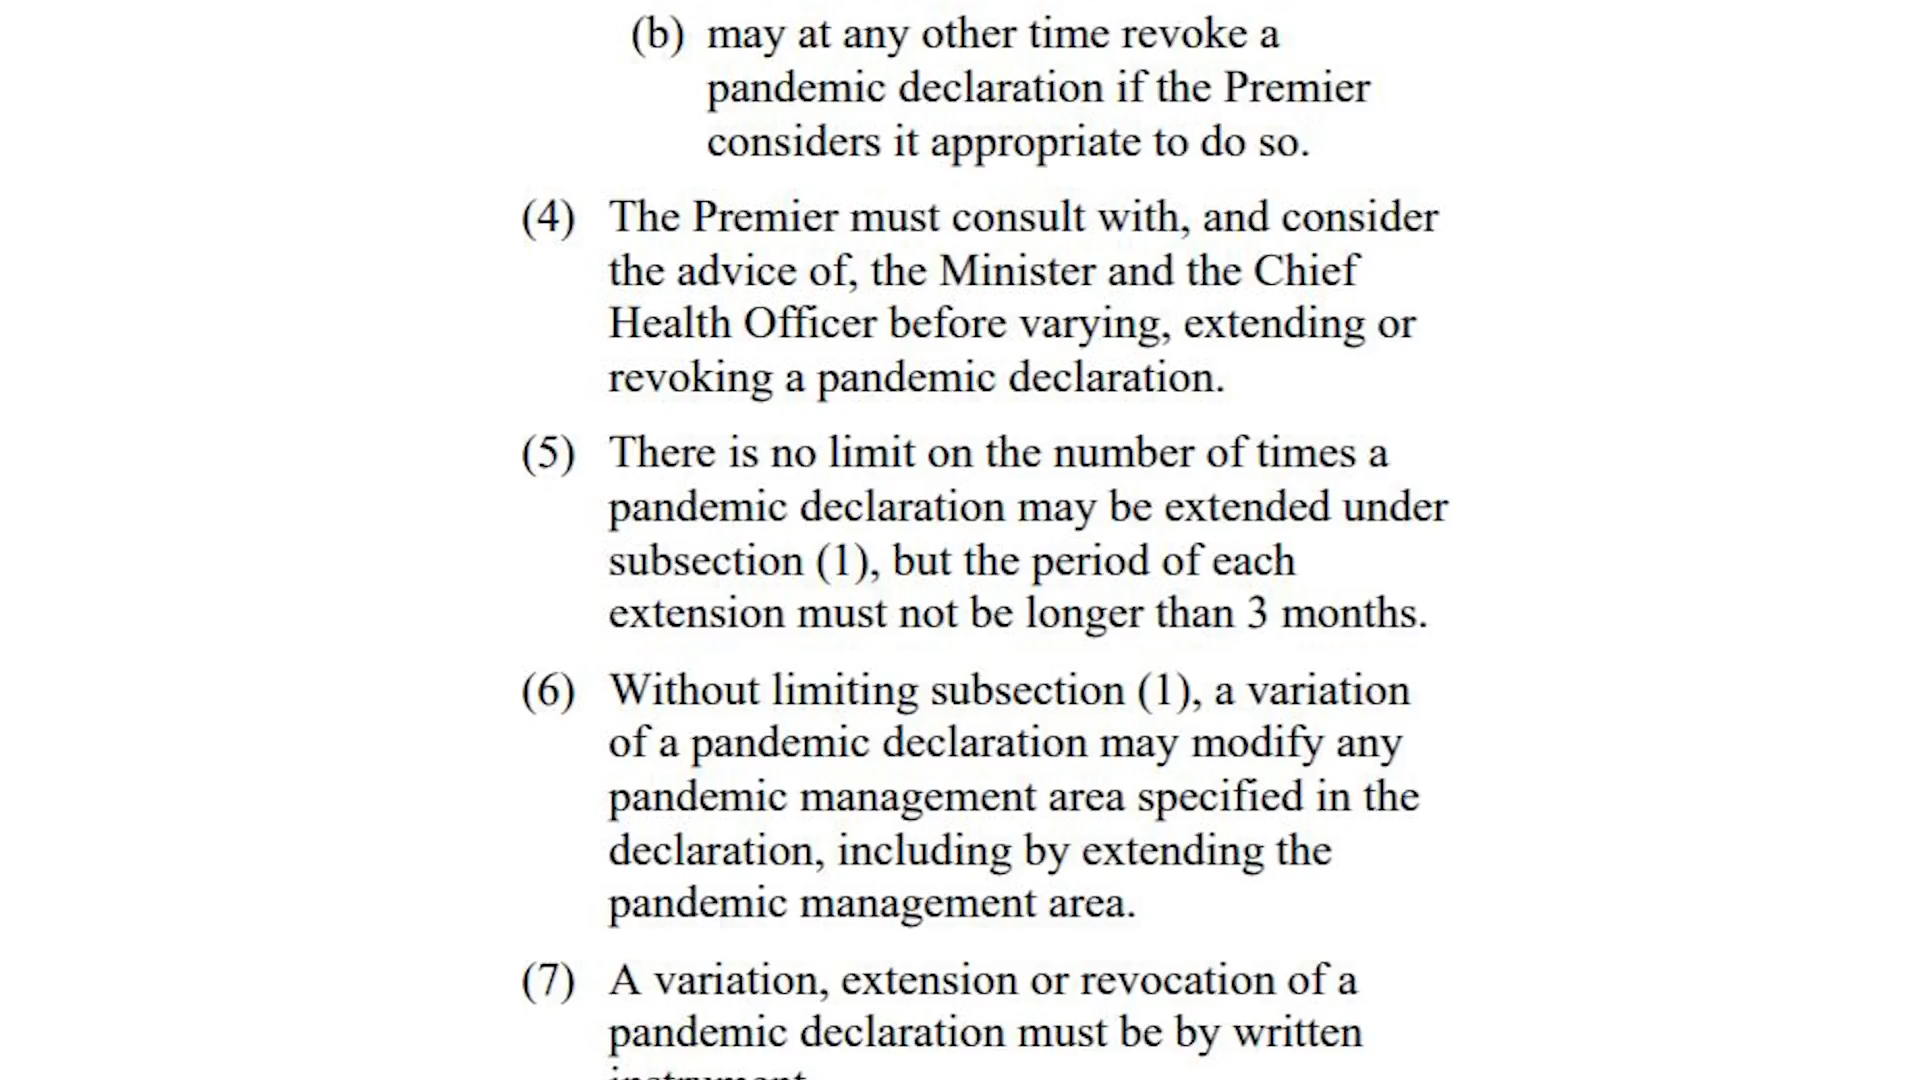 (b) may at any other time revoke a
pandemic declaration if the Premier
considers it appropriate to do so.
(4) The Premier must consult with, and consider
the advice of, the Minister and the Chief
Health Officer before varying, extending or
revoking a pandemic declaration.
(5) There is no limit on the number of times a
pandemic declaration may be extended under
subsection (1), but the period of each
extension must not be longer than 3 months.
(6) Without limiting subsection (1), a variation
of a pandemic declaration may modify any
pandemic management area specified in the
declaration, including by extending the
pandemic management area.
(7) A variation, extension or revocation of a
pandemic declaration must be by written